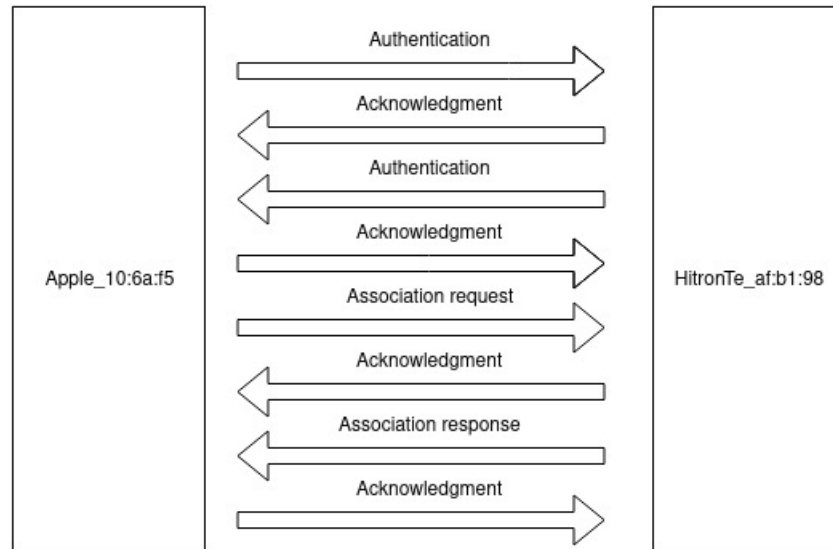 Authentication
Acknowledgment
Authentication
Acknowledgment
Apple_10:6a:f5
HitronTe_af:b1:98
Association request
Acknowledgment
Association response
Acknowledgment